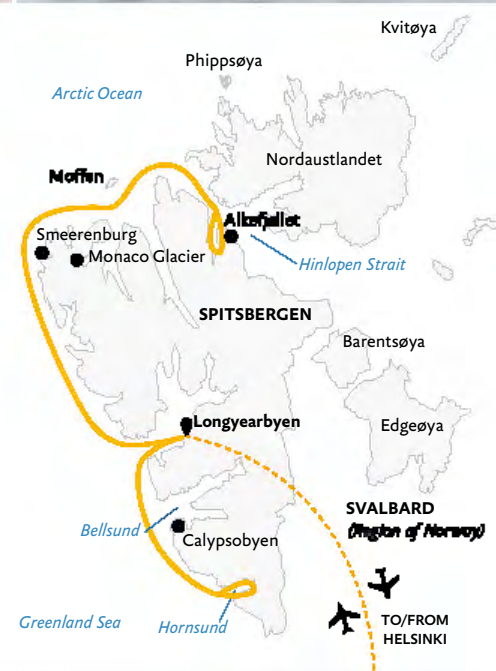 Kvitøya
Phippsøya
Arctic Ocean
Nordaustlandet
Moffen
Alkefjellet
Smeerenburg
Monaco Glacier
Hinlopen Strait
SPITSBERGEN
Barentsøya
Longyearbyen
Edgeøya
SVALBARD
(Region of Norway)
Bellsund
Calypsobyen
Greenland Sea
Hornsund
TO/FROM
HELSINKI